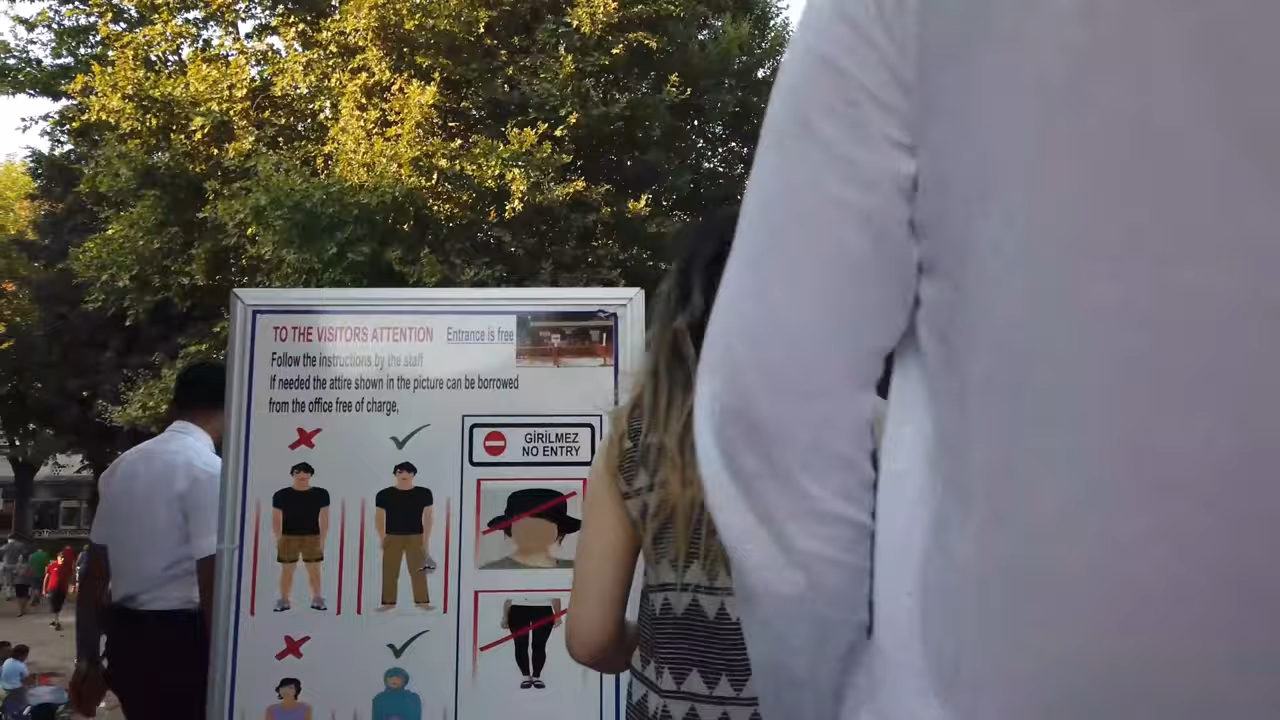 TO THE VISITORS ATTENTION Entrance is free
Follow the instructions by the staff
If needed the attire shown in the picture can be borrowed
from the office free of charge,
GİRİLMEZ
NO ENTRY